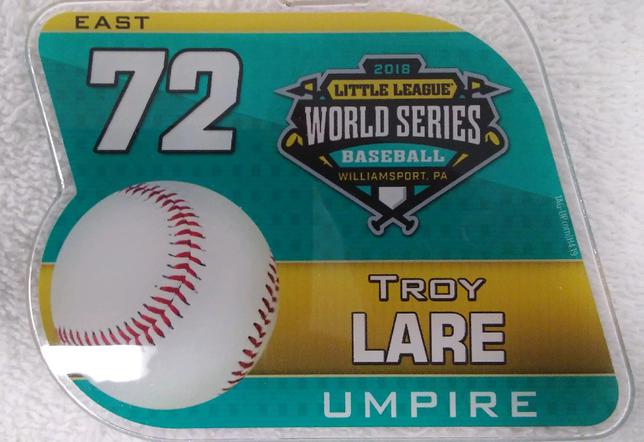 EAST
72
2018
LITTLE LEAGUE
WORLD SERIES
BASEBALL
WILLIAMSPORT, PA
TROY
LARE
UMPIRE